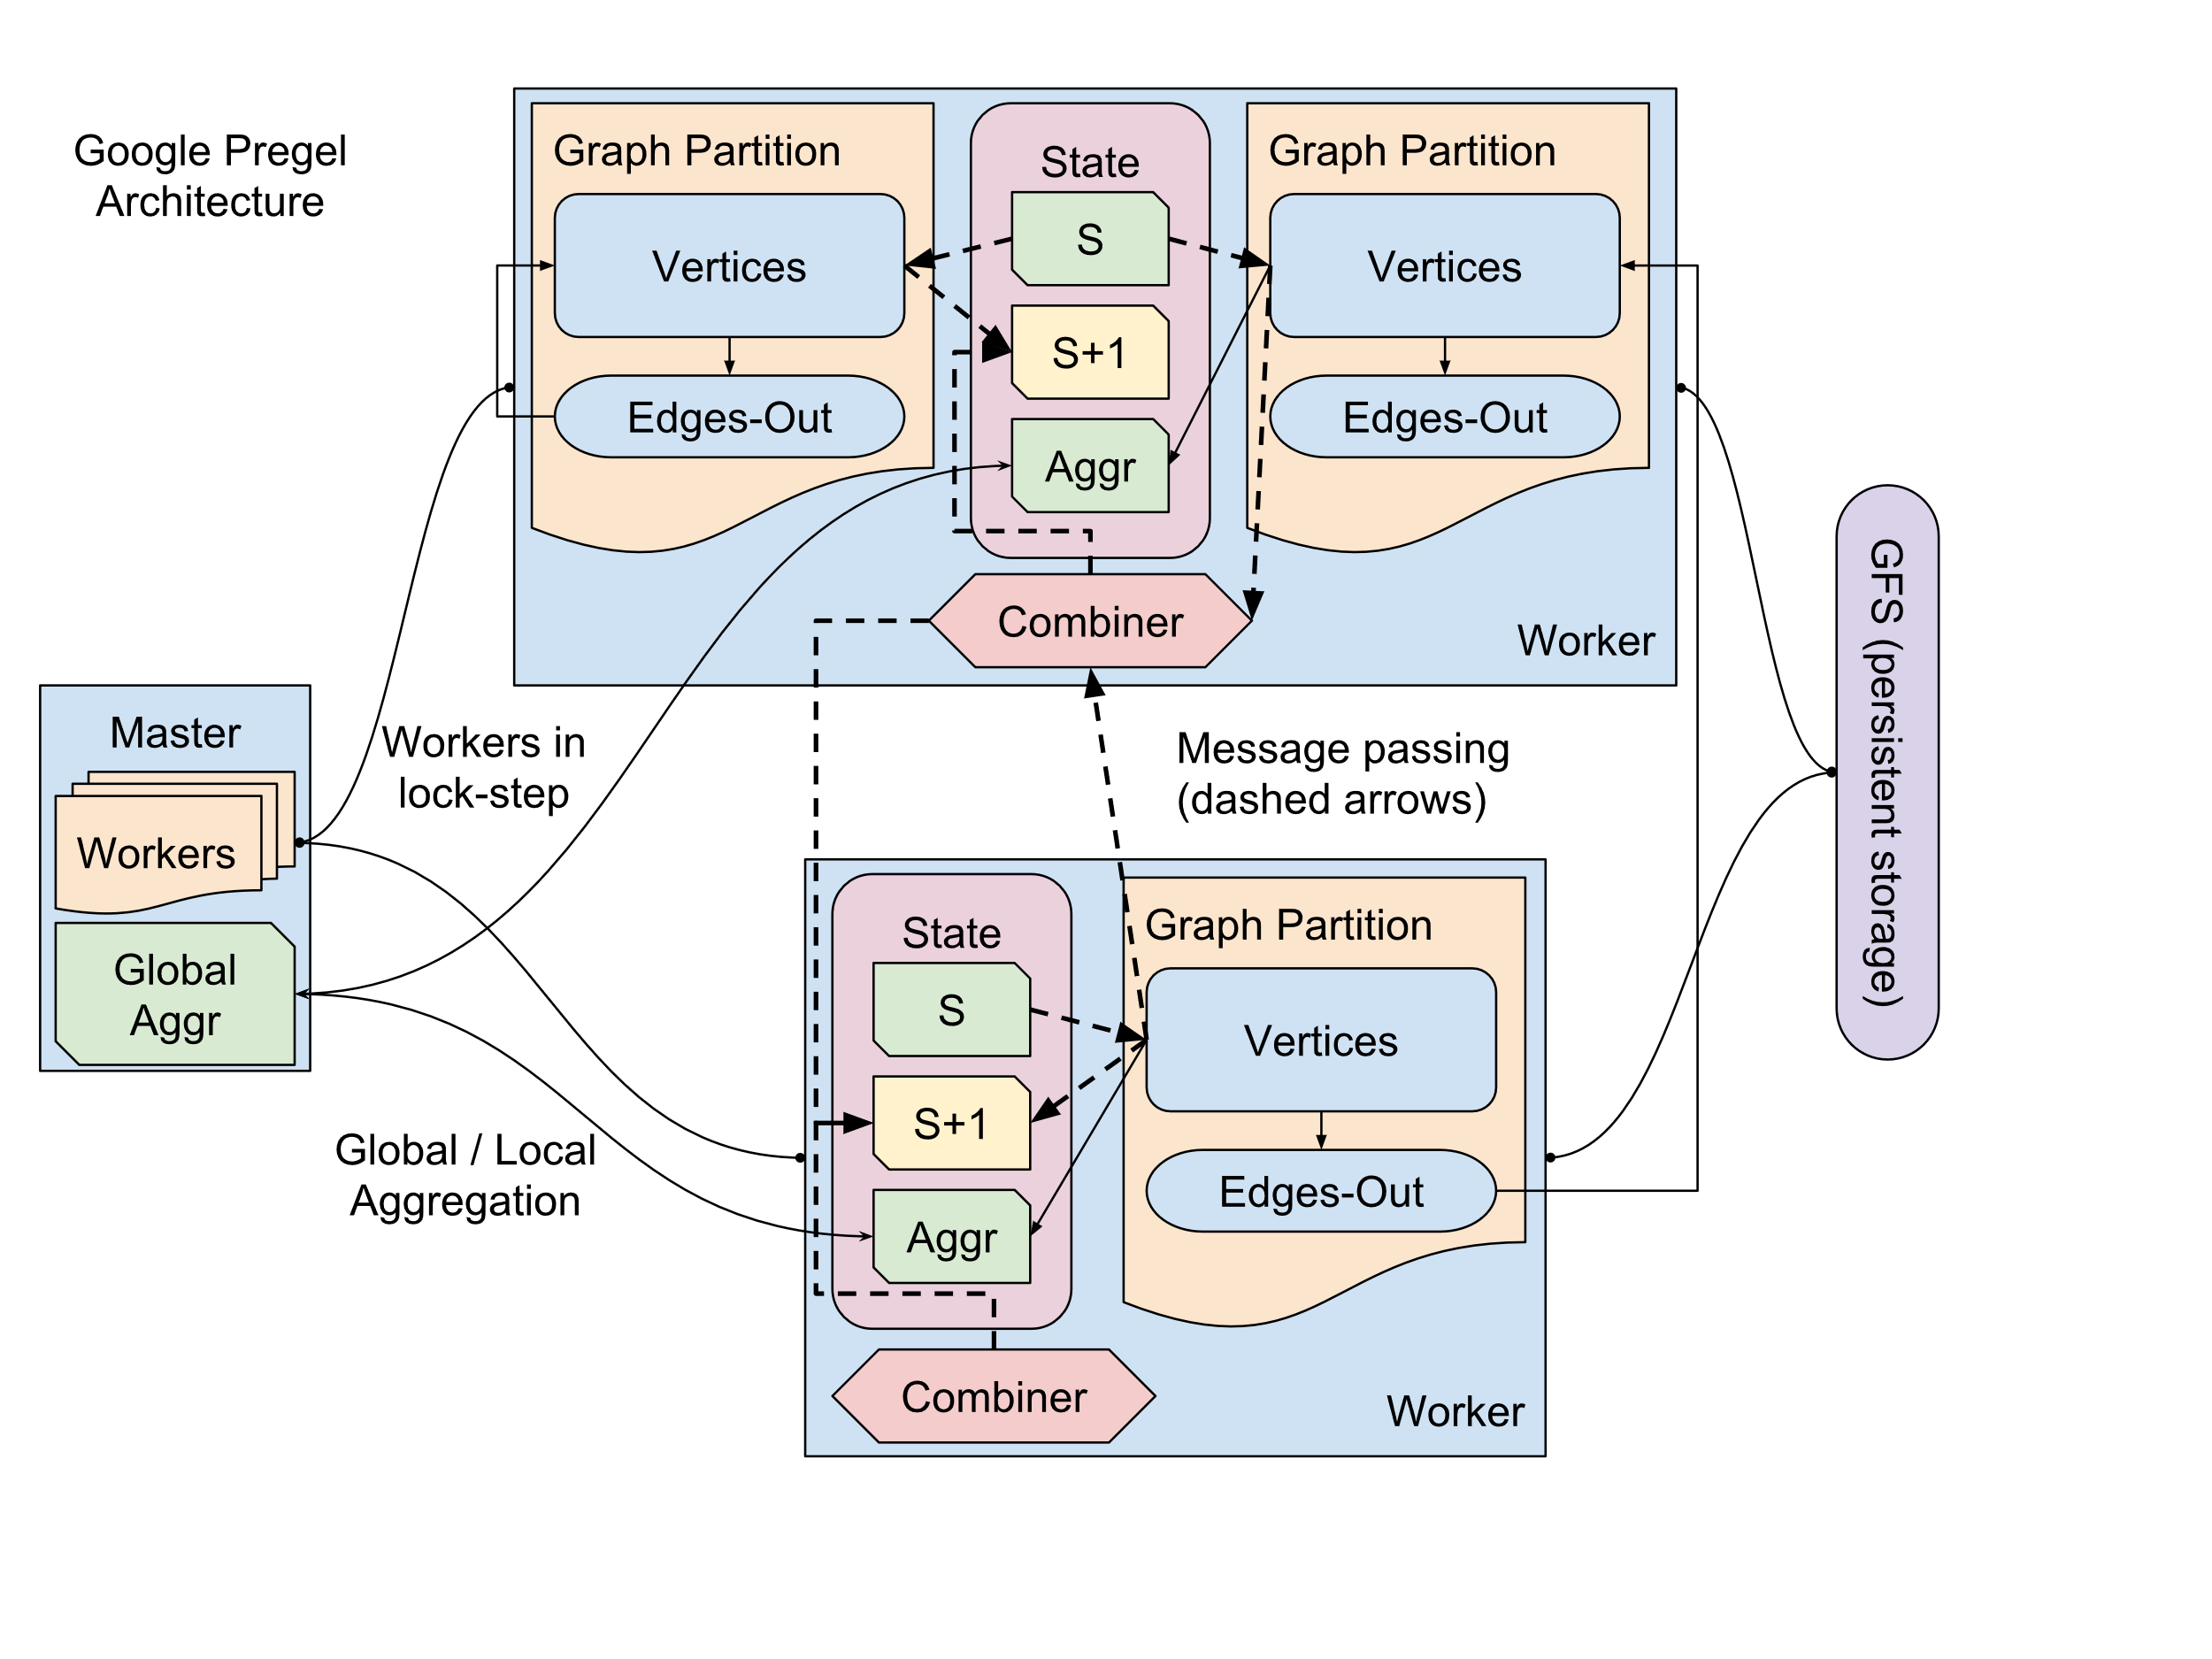 Google Pregel
Architecture
Graph Partition
Vertices
Edges-Out
State
S
S+1
Aggr
Graph Partition
Vertices
Edges-Out
Combiner
Worker
Master
Workers
Global
Aggr
Workers in
lock-step
Message passing
(dashed arrows)
GFS (persistent storage)
Global / Local
Aggregation
State
S
S+1
Aggr
Graph Partition
Vertices
Edges-Out
Combiner
Worker